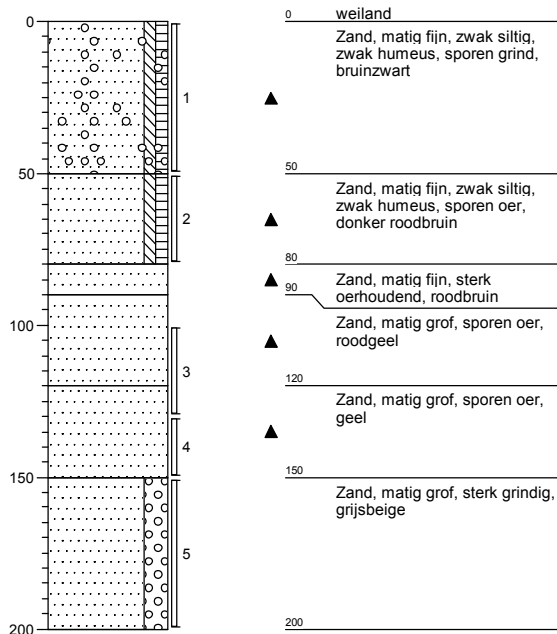 0
50
100
150
200
1
2
3
4
5
0
weiland
Zand, matig fijn, zwak siltig,
zwak humeus, sporen grind,
bruinzwart
50
Zand, matig fijn, zwak siltig,
zwak humeus, sporen oer,
donker roodbruin
80
Zand, matig fijn, sterk
oerhoudend, roodbruin
90
Zand, matig grof, sporen oer,
roodgeel
120
Zand, matig grof, sporen oer,
geel
150
Zand, matig grof, sterk grindig,
grijsbeige
200